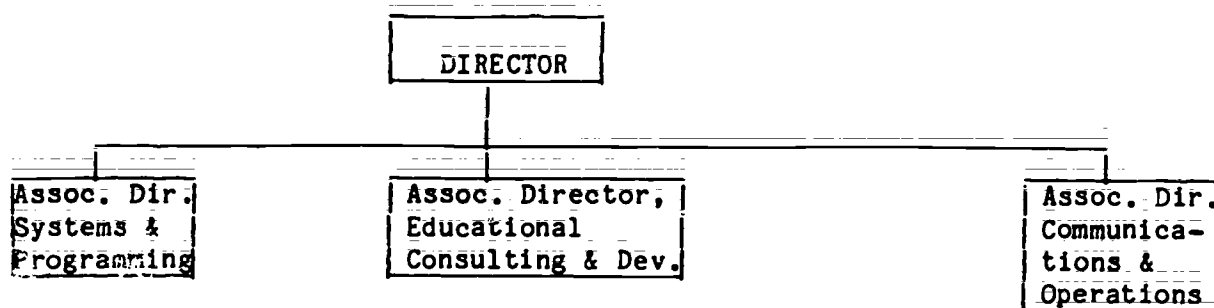 DIRECTOR
Assoc. Dir.
Systems &
Programming
Assoc. Director,
Educational
Consulting & Dev.
Assoc. Dir.
Communica-
tions &
Operations